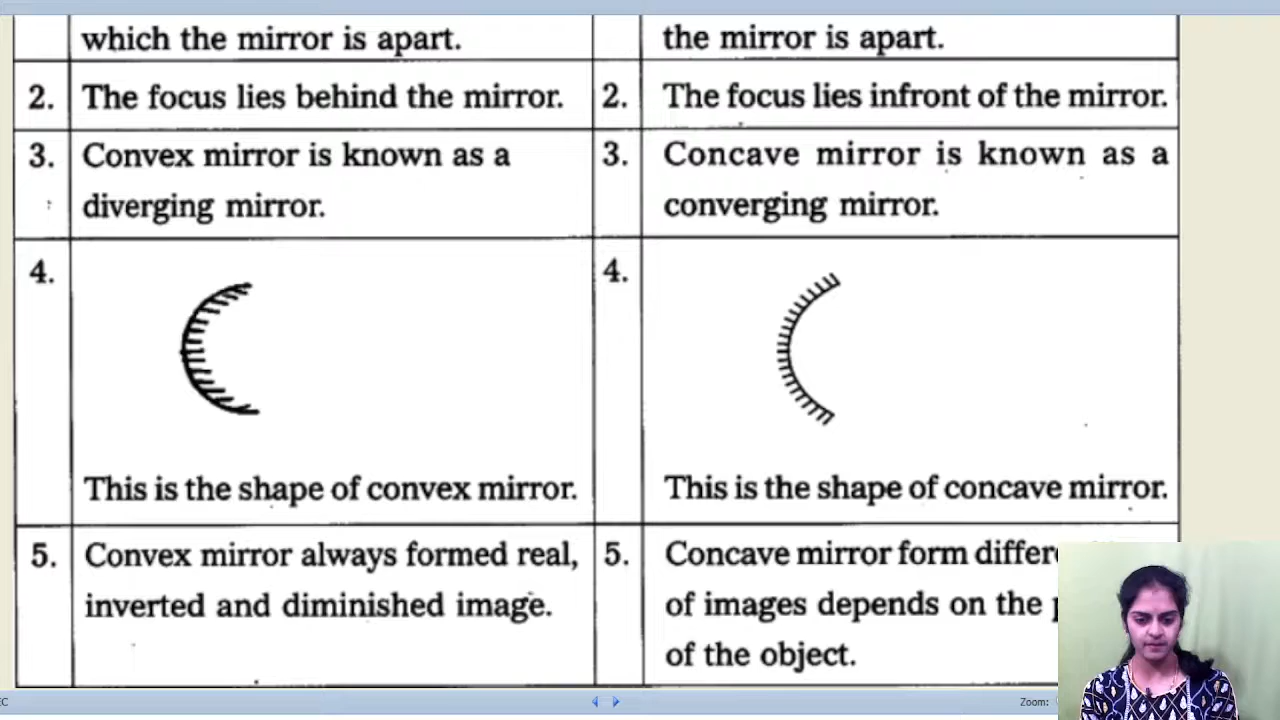 which the mirror is apart.
the mirror is apart.
2. The focus lies behind the mirror.
2. The focus lies infront of the mirror.
3. Convex mirror is known as a
diverging mirror.
3. Concave mirror is known as a
converging mirror.
4.
This is the shape of convex mirror.
4.
This is the shape of concave mirror.
5. Convex mirror always formed real,
inverted and diminished image.
5. Concave mirror form
of images depends on the
of the object.
EC
Zoom: